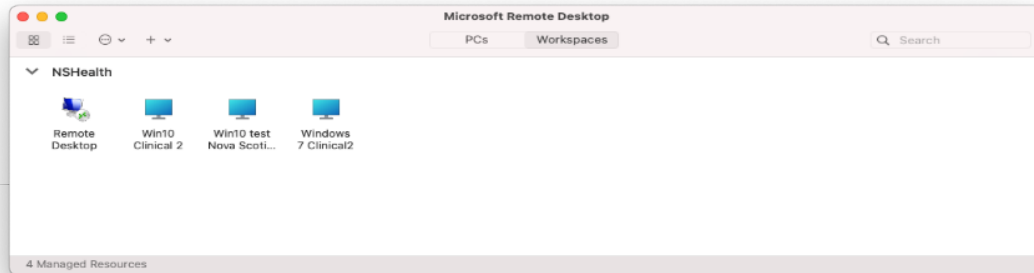 Microsoft Remote Desktop
PCs Workspaces Search
NSHealth
Remote Desktop
Win10 Clinical 2
Win10 test Nova Scoti...
Windows 7 Clinical2
4 Managed Resources